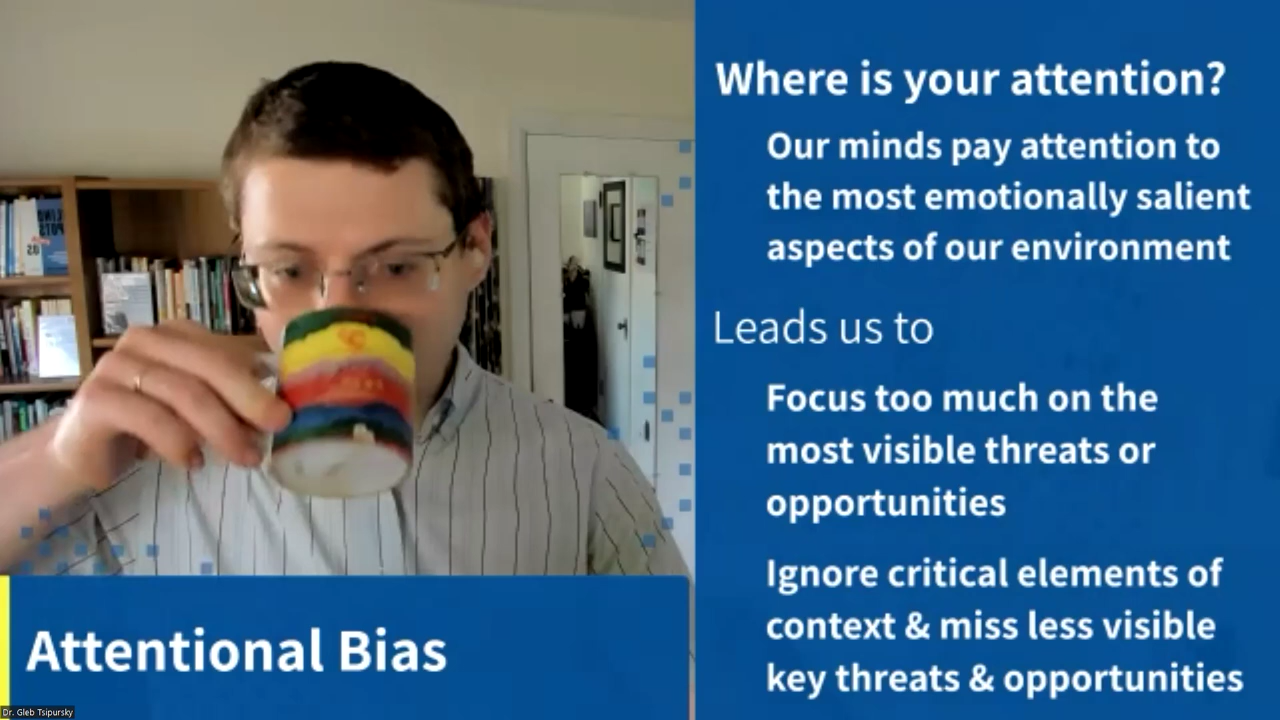 Where is your attention?
Our minds pay attention to
the most emotionally salient
aspects of our environment
Leads us to
Focus too much on the
most visible threats or
opportunities
Ignore critical elements of
context & miss less visible
key threats & opportunities
Attentional Bias
Dr. Gleb Tsipursky